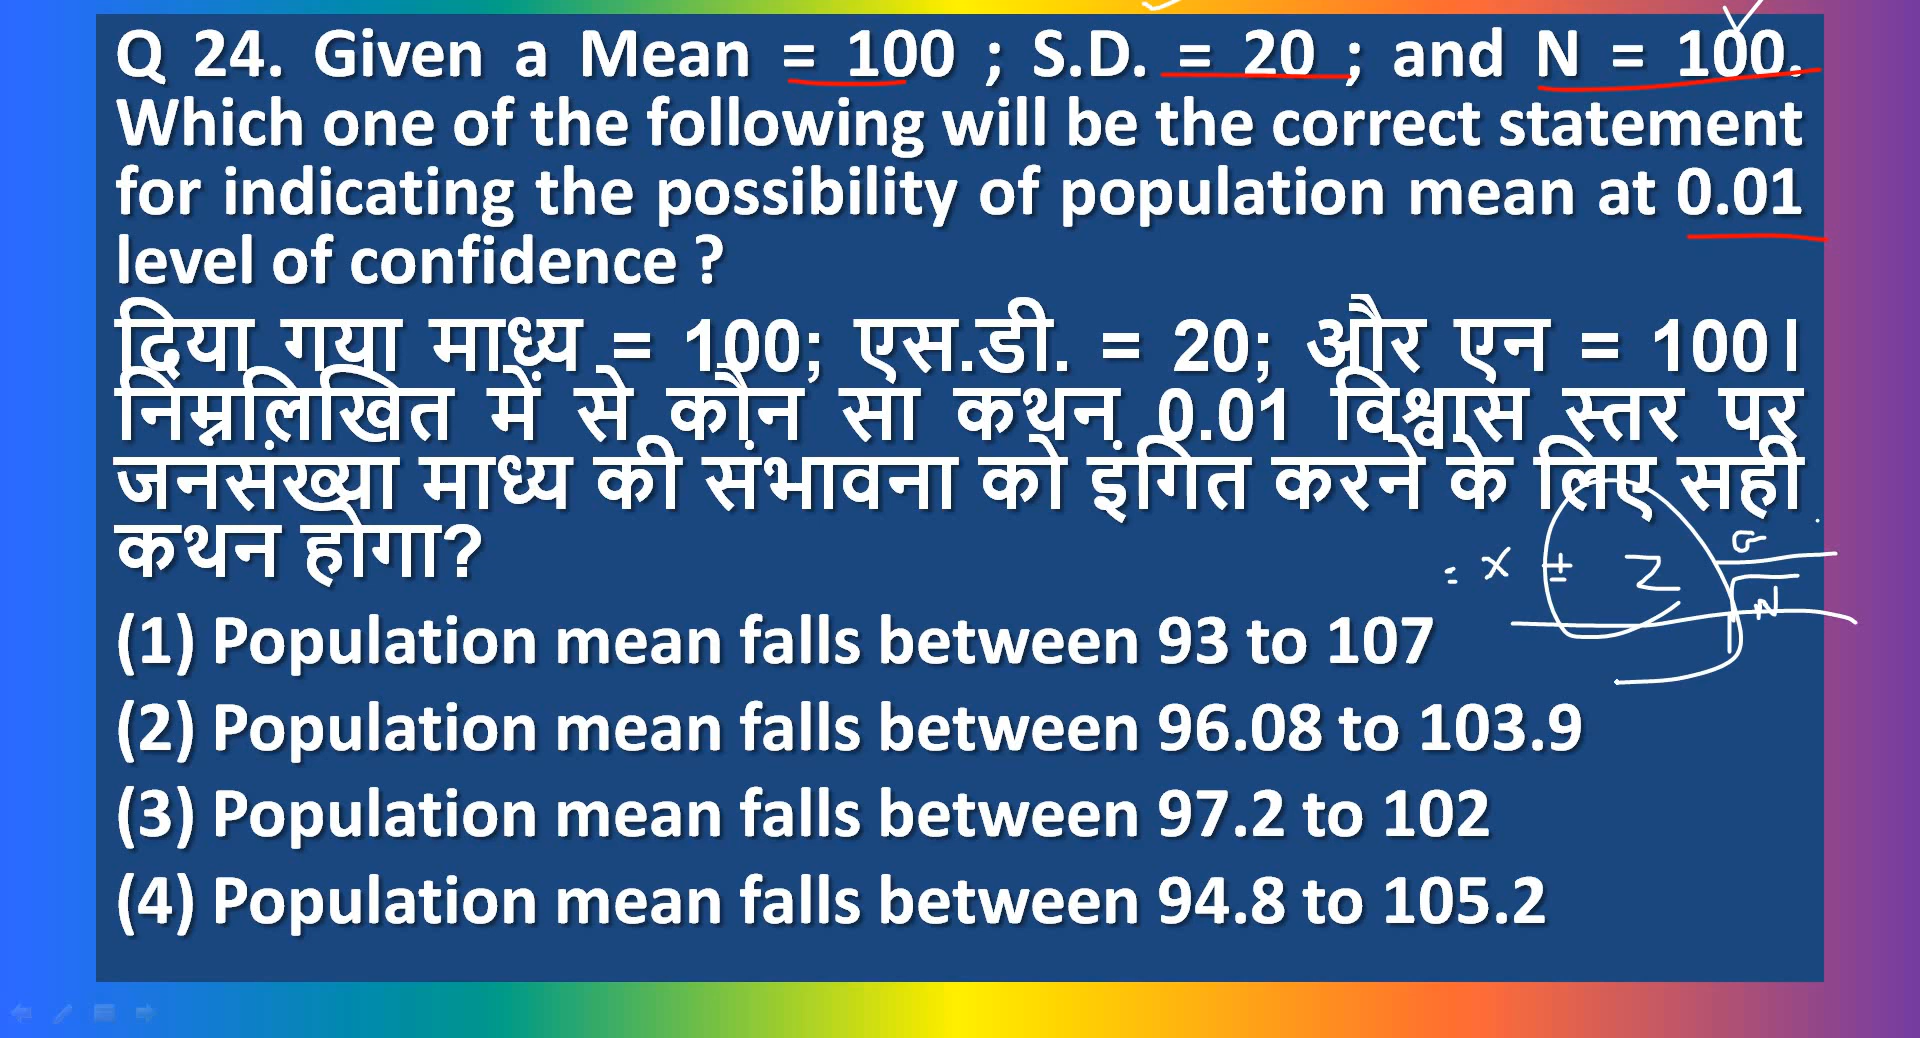 Q 24. Given a Mean = 100 ; S.D. = 20 ; and N = 100.
Which one of the following will be the correct statement
for indicating the possibility of population mean at 0.01
level of confidence ?
दिया गया माध्य = 100; एस.डी. = 20; और एन = 100।
निम्नलिखित में से कौन सा कथन 0.01 विश्वास स्तर पर
जनसंख्या माध्य की संभावना को इंगित करने के लिए सही
कथन होगा?
= x ± Z σ
√N
(1) Population mean falls between 93 to 107
(2) Population mean falls between 96.08 to 103.9
(3) Population mean falls between 97.2 to 102
(4) Population mean falls between 94.8 to 105.2